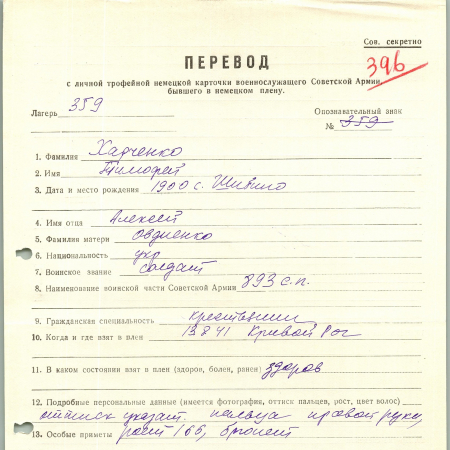 Сов. секретно
ПЕРЕВОД
396
с личной трофейной немецкой карточки военнослужащего Советской Армии,
бывшего в немецком плену.
Лагерь 359
Опознавательный знак
№ 359
1. Фамилия Хадченко
2. Имя Тимофей
3. Дата и место рождения 1900 с. Шивино
4. Имя отца Алексей
5. Фамилия матери Овдиенко
6. Национальность укр
7. Воинское звание солдат
8. Наименование воинской части Советской Армии 893 с.п.
9. Гражданская специальность крестьянин
10. Когда и где взят в плен 13 8 41 Кривой Рог
11. В каком состоянии взят в плен (здоров, болен, ранен) здоров
12. Подробные персональные данные (имеется фотография, оттиск пальцев, рост, цвет волос)
оттиск указат. пальца правой руки,
13. Особые приметы рост 166, брюнет